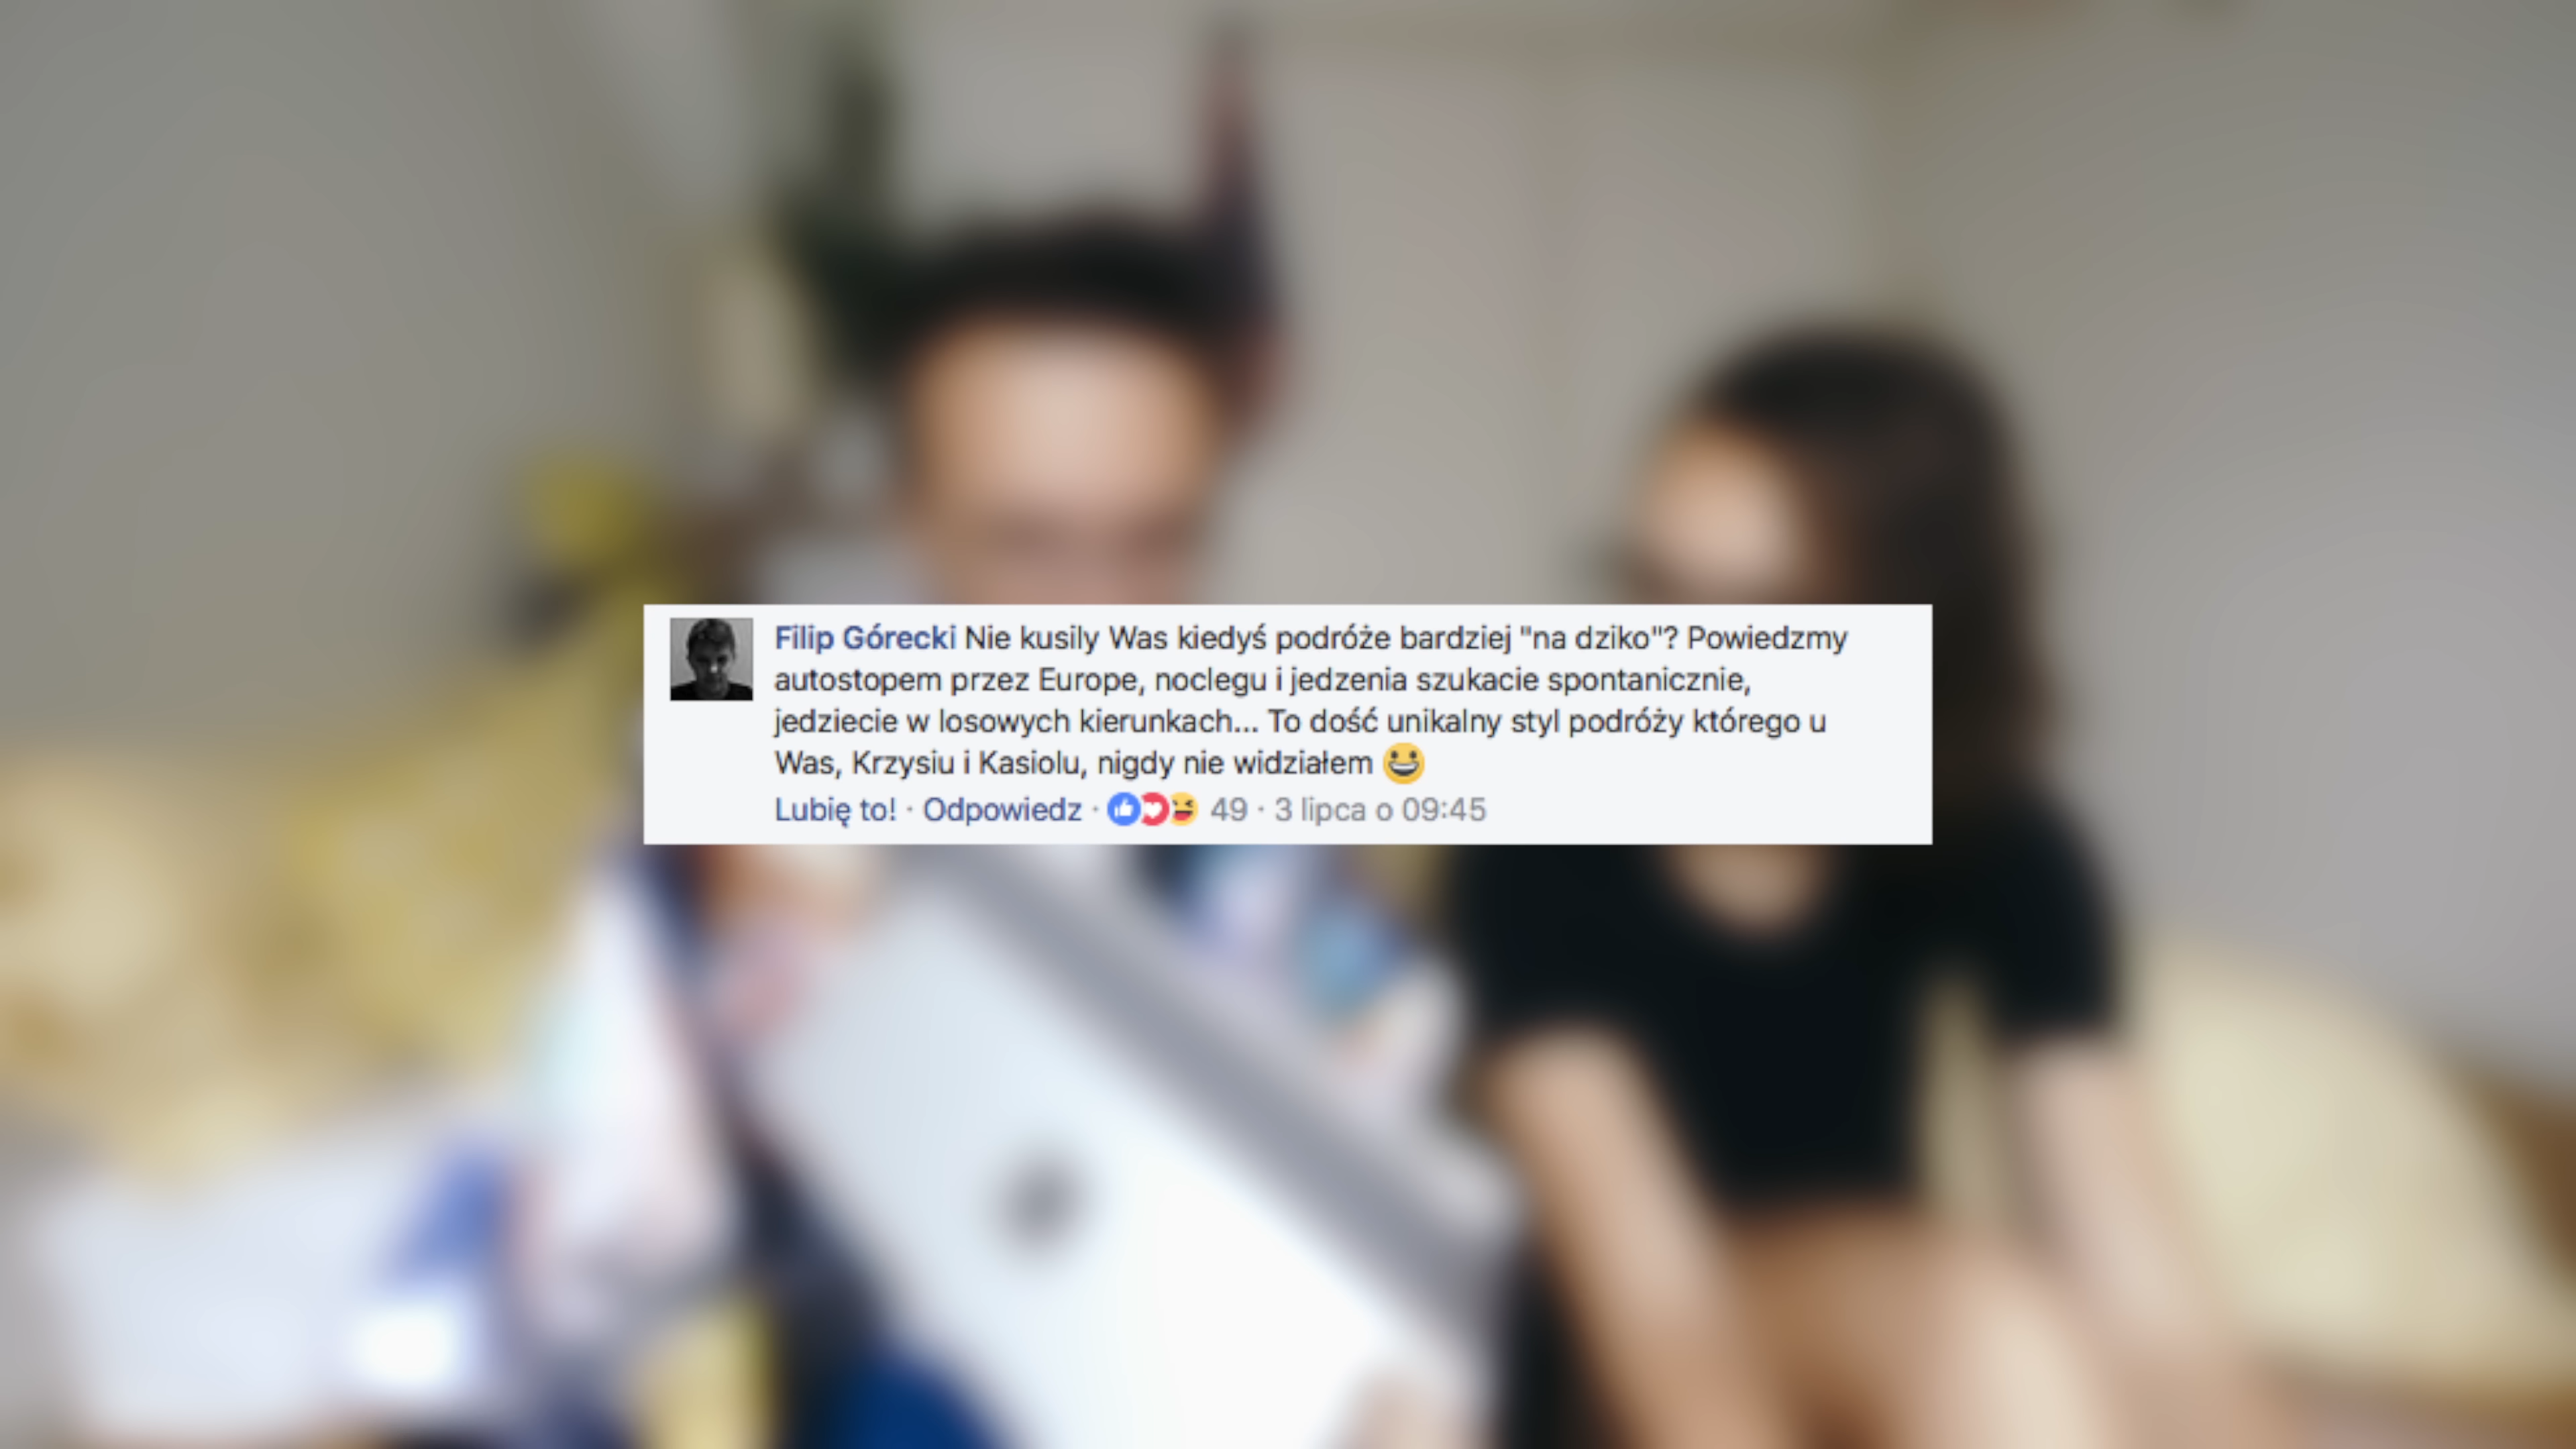 Filip Górecki Nie kusily Was kiedyś podróże bardziej "na dziko"? Powiedzmy
autostopem przez Europe, noclegu i jedzenia szukacie spontanicznie,
jedziecie w losowych kierunkach... To dość unikalny styl podróży którego u
Was, Krzysiu i Kasiolu, nigdy nie widziałem 😀
Lubię to! · Odpowiedz · 49 · 3 lipca o 09:45